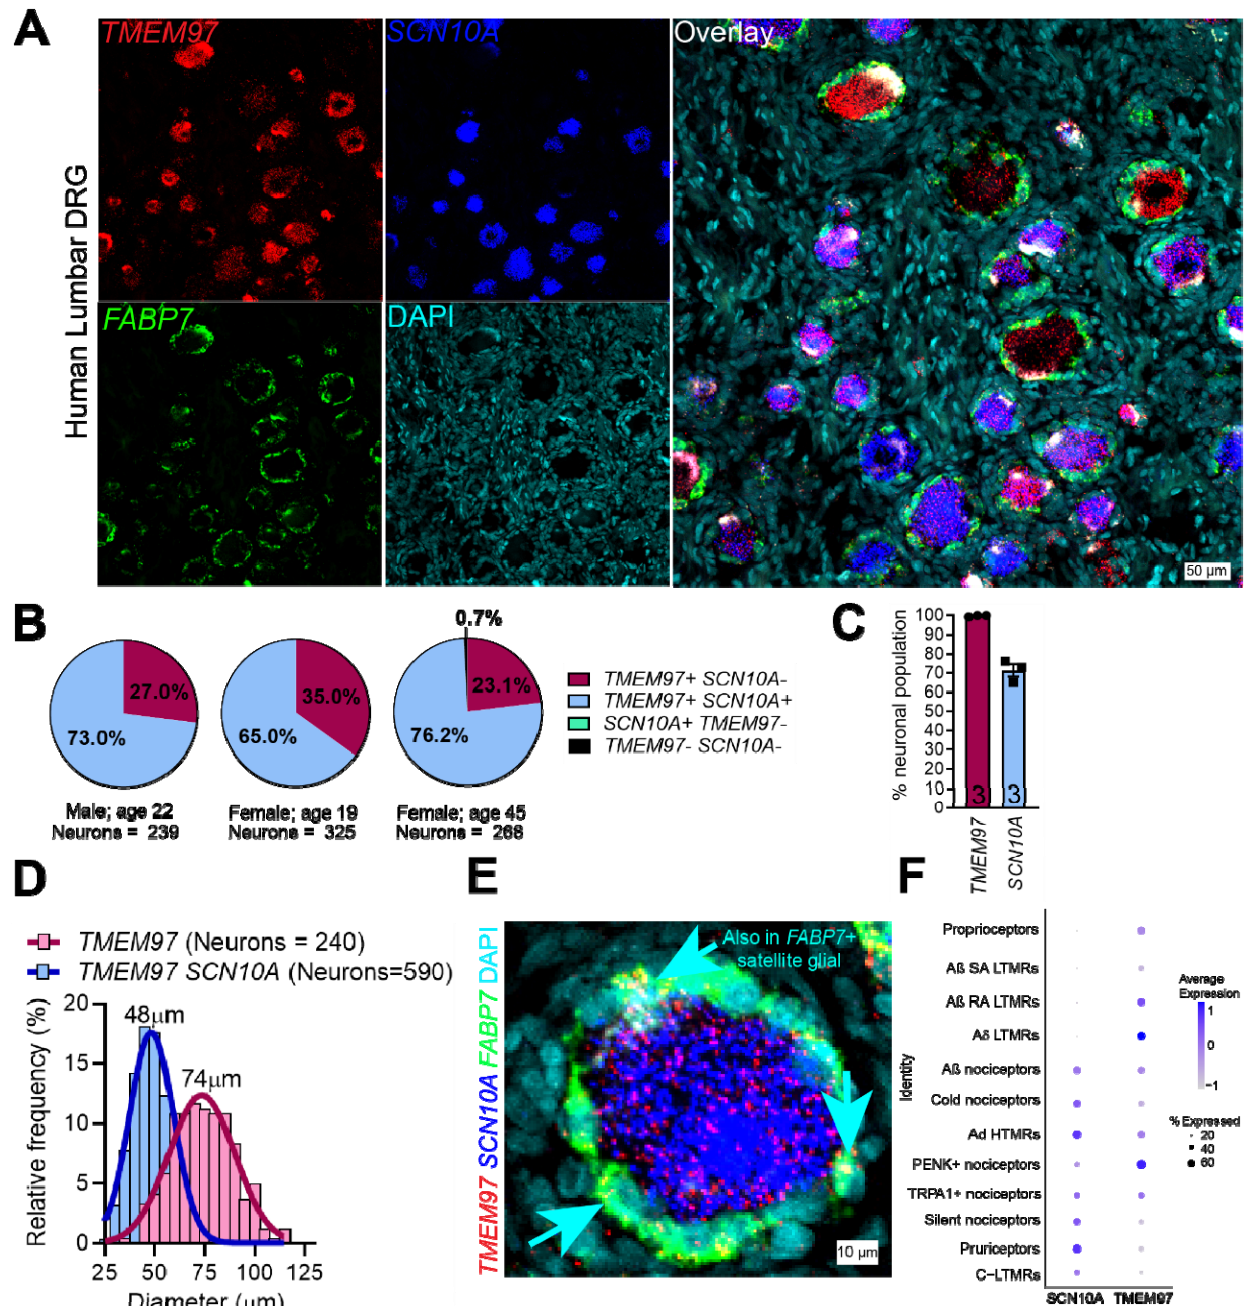 A
TMEM97
SCN10A
Overlay
FABP7
DAPI
Human Lumbar DRG
50 µm
B
27.0%
73.0%
Male; age 22
Neurons = 239
35.0%
65.0%
Female; age 19
Neurons = 325
0.7%
23.1%
76.2%
Female; age 45
Neurons = 268
TMEM97+ SCN10A-
TMEM97+ SCN10A+
SCN10A+ TMEM97-
TMEM97- SCN10A-
C
% neuronal population
100
90
80
70
60
50
40
30
20
10
0
3
3
TMEM97
SCN10A
D
TMEM97 (Neurons = 240)
TMEM97 SCN10A (Neurons=590)
Relative frequency (%)
20
15
10
5
0
48µm
74µm
25
50
75
100
125
Diameter (µm)
E
TMEM97 SCN10A FABP7 DAPI
Also in FABP7+
satellite glial
10 µm
F
Identity
Proprioceptors
Aß SA LTMRs
Aß RA LTMRs
Aδ LTMRs
Aß nociceptors
Cold nociceptors
Ad HTMRs
PENK+ nociceptors
TRPA1+ nociceptors
Silent nociceptors
Pruriceptors
C−LTMRs
SCN10A
TMEM97
Average
Expression
1
0
−1
% Expressed
20
40
60